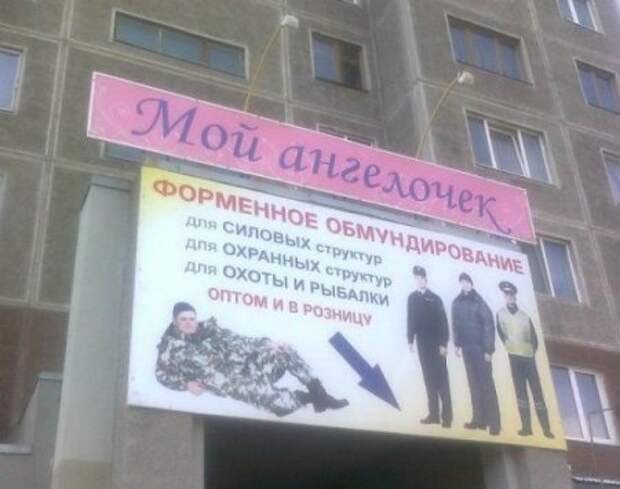 Мой ангелочек
ФОРМЕННОЕ ОБМУНДИРОВАНИЕ
для СИЛОВЫХ структур
для ОХРАННЫХ структур
для ОХОТЫ И РЫБАЛКИ
ОПТОМ И В РОЗНИЦУ